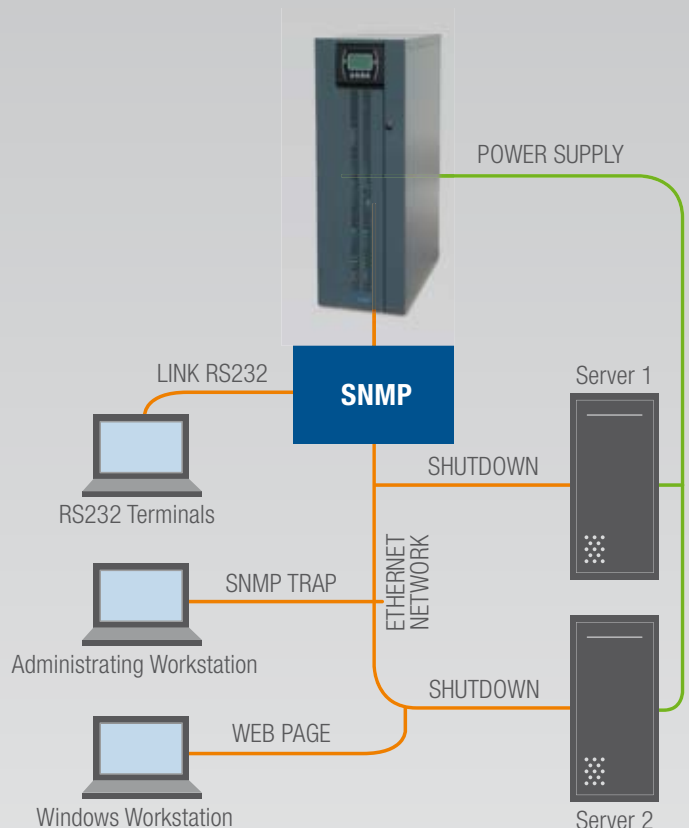 POWER SUPPLY
LINK RS232
SNMP
Server 1
SHUTDOWN
RS232 Terminals
ETHERNET
NETWORK
SNMP TRAP
Administrating Workstation
SHUTDOWN
WEB PAGE
Windows Workstation
Server 2